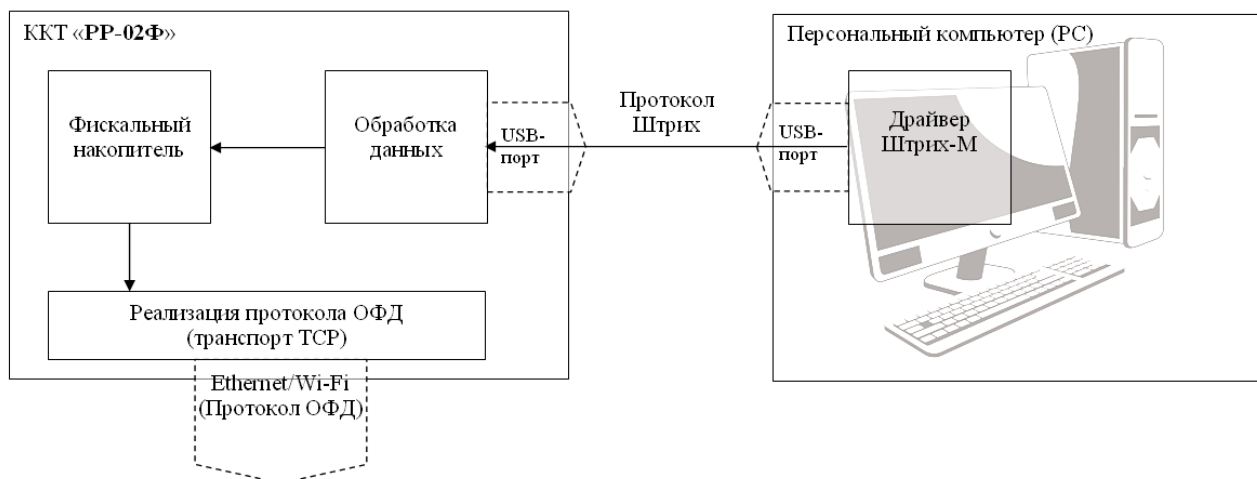 ККТ «РР-02Ф»
Фискальный
накопитель
Обработка
данных
USB-
порт
Реализация протокола ОФД
(транспорт TCP)
Ethernet/Wi-Fi
(Протокол ОФД)
Протокол
Штрих
Персональный компьютер (PC)
USB-
порт
Драйвер
Штрих-М